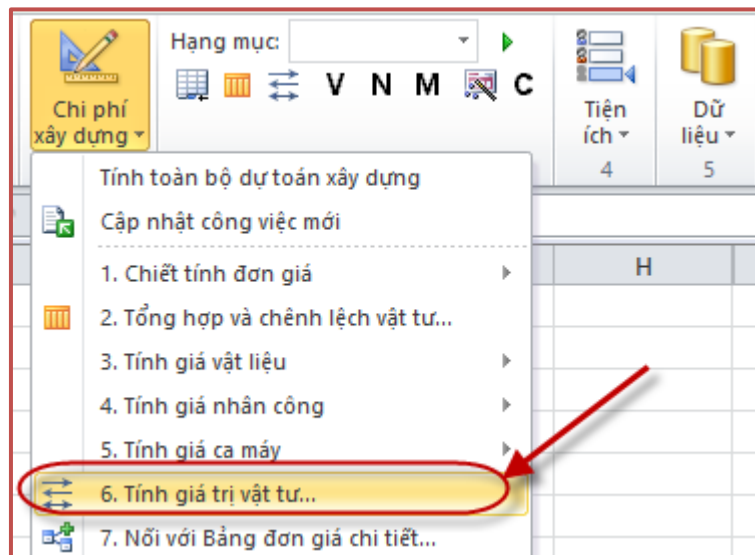 Hạng mục:
V N M C
Chi phí
xây dựng
Tiện
ích
Dữ
liệu
4
5
Tính toàn bộ dự toán xây dựng
Cập nhật công việc mới
H
1. Chiết tính đơn giá
2. Tổng hợp và chênh lệch vật tư...
3. Tính giá vật liệu
4. Tính giá nhân công
5. Tính giá ca máy
6. Tính giá trị vật tư...
7. Nối với Bảng đơn giá chi tiết...